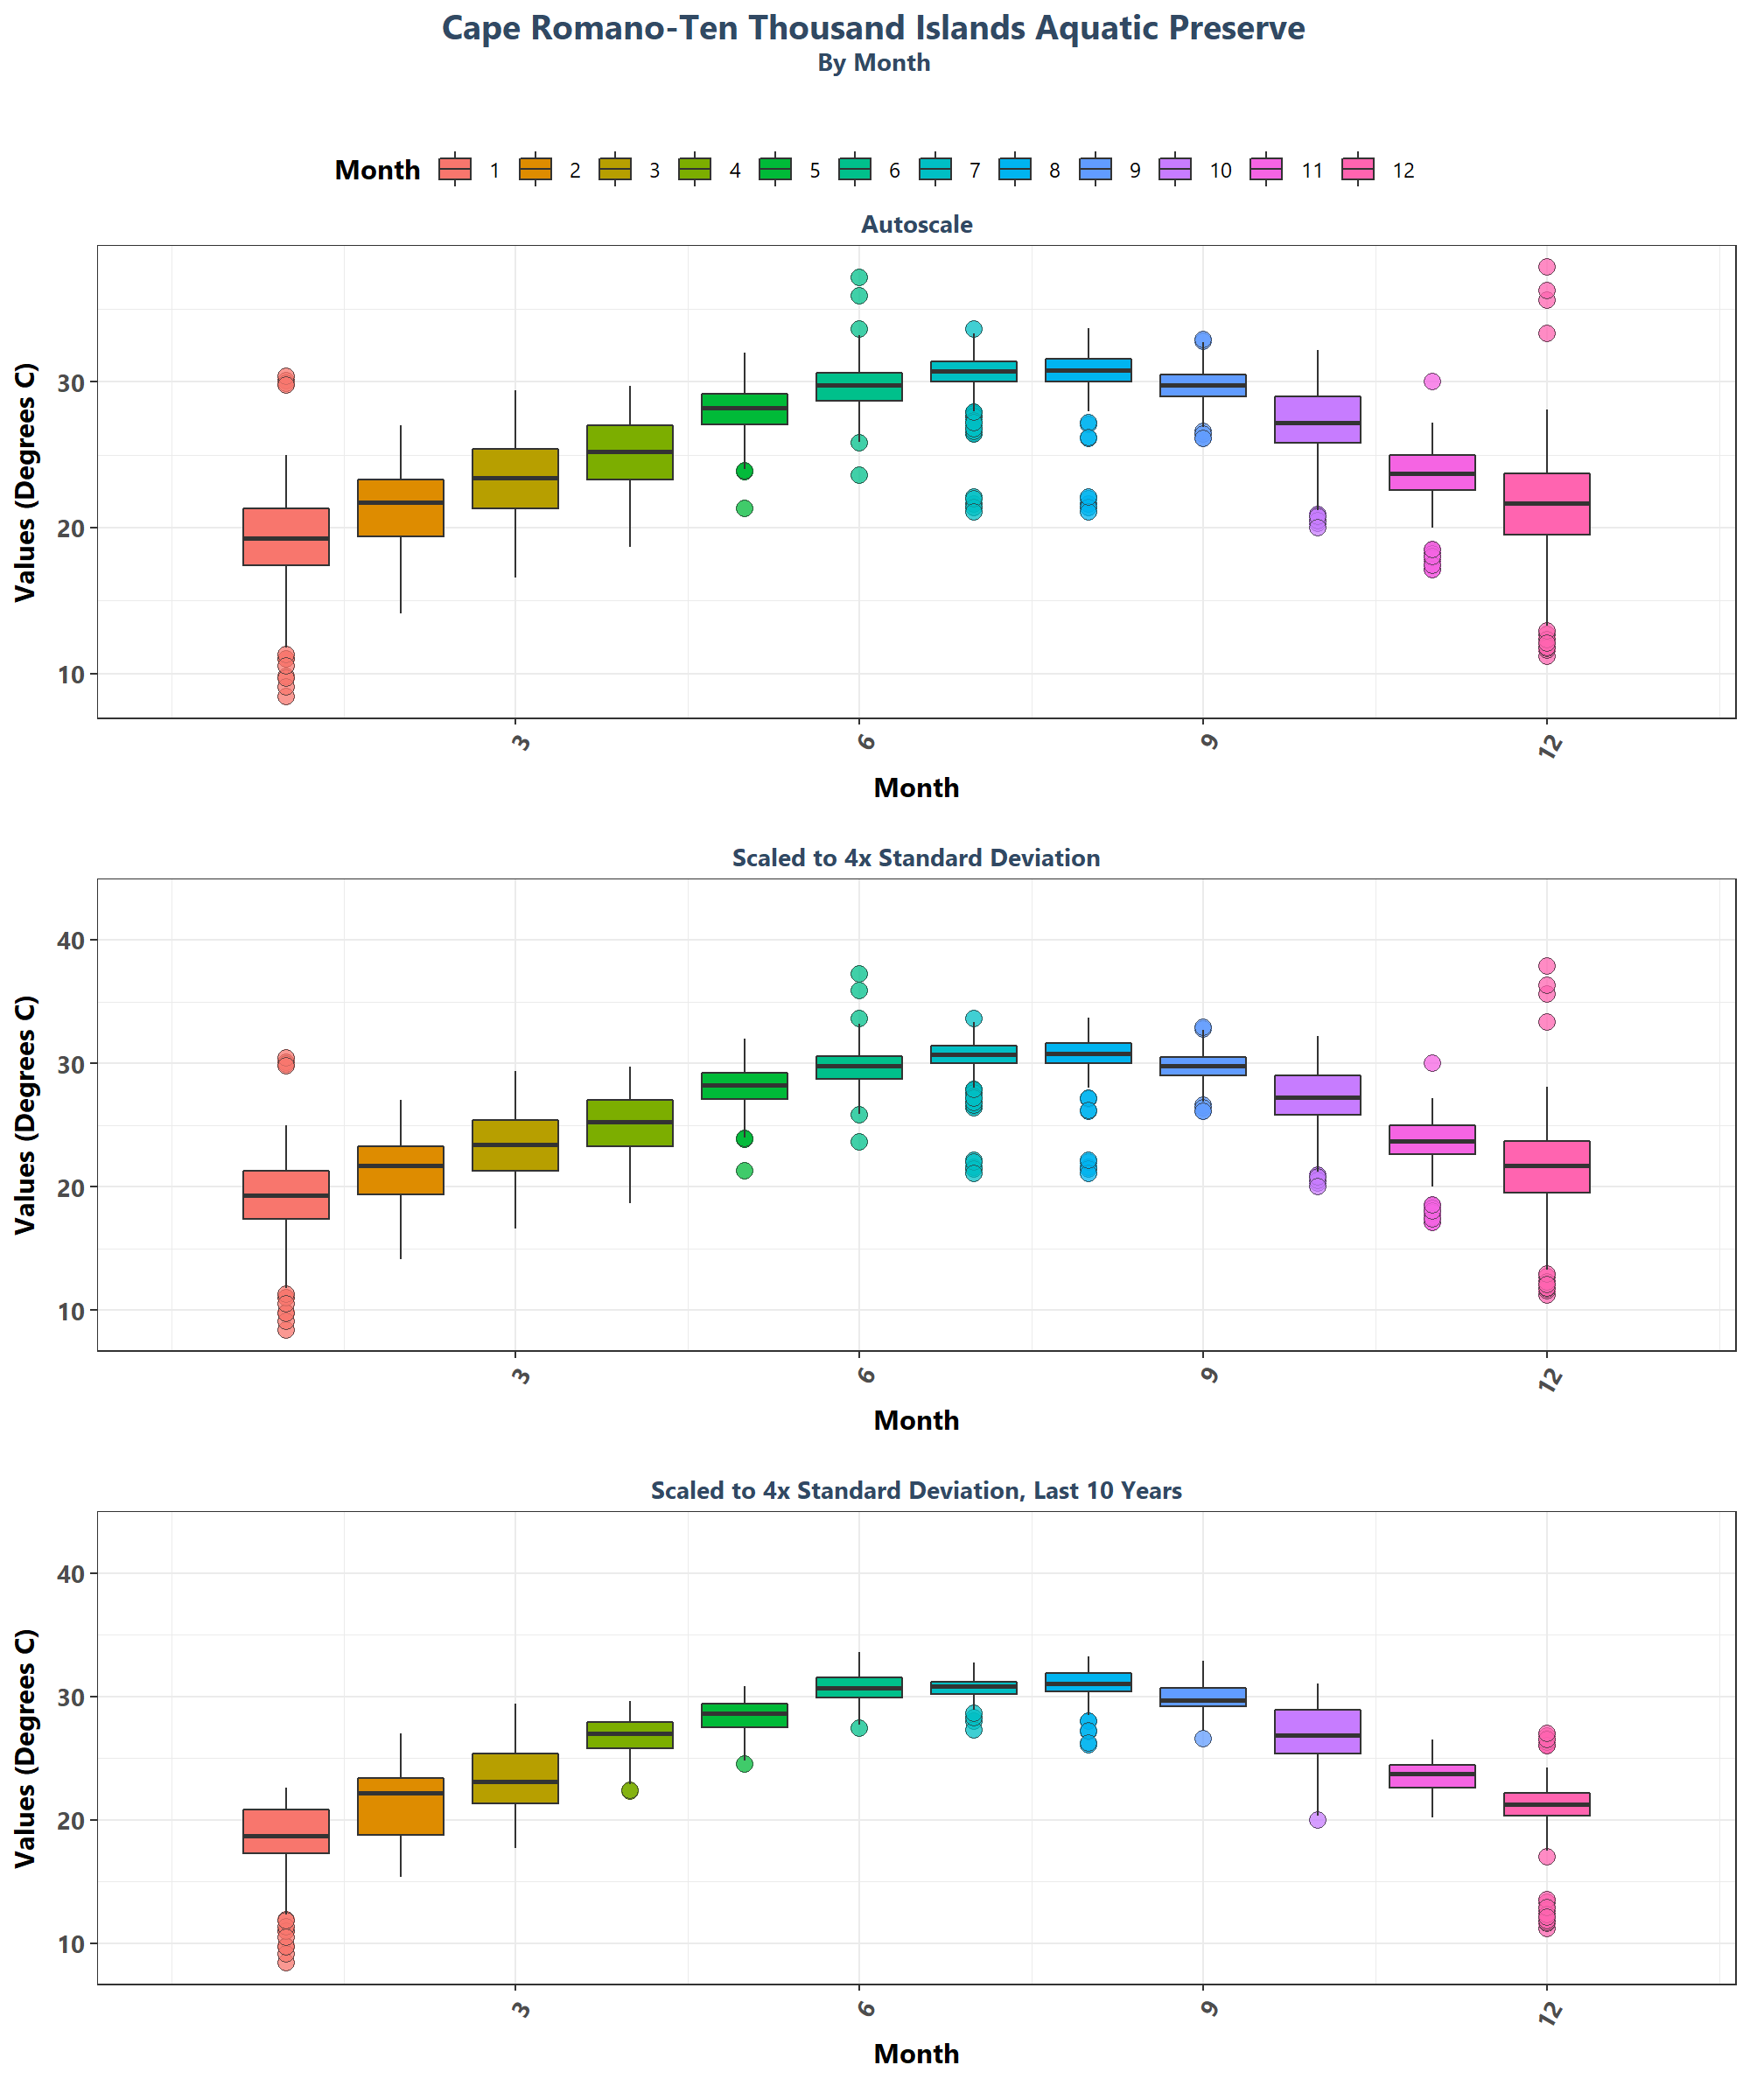 Cape Romano-Ten Thousand Islands Aquatic Preserve
By Month
Month 1 2 3 4 5 6 7 8 9 10 11 12
Autoscale
Values (Degrees C)
30
20
10
3 6 9 12
Month
Scaled to 4x Standard Deviation
Values (Degrees C)
40
30
20
10
3 6 9 12
Month
Scaled to 4x Standard Deviation, Last 10 Years
Values (Degrees C)
40
30
20
10
3 6 9 12
Month